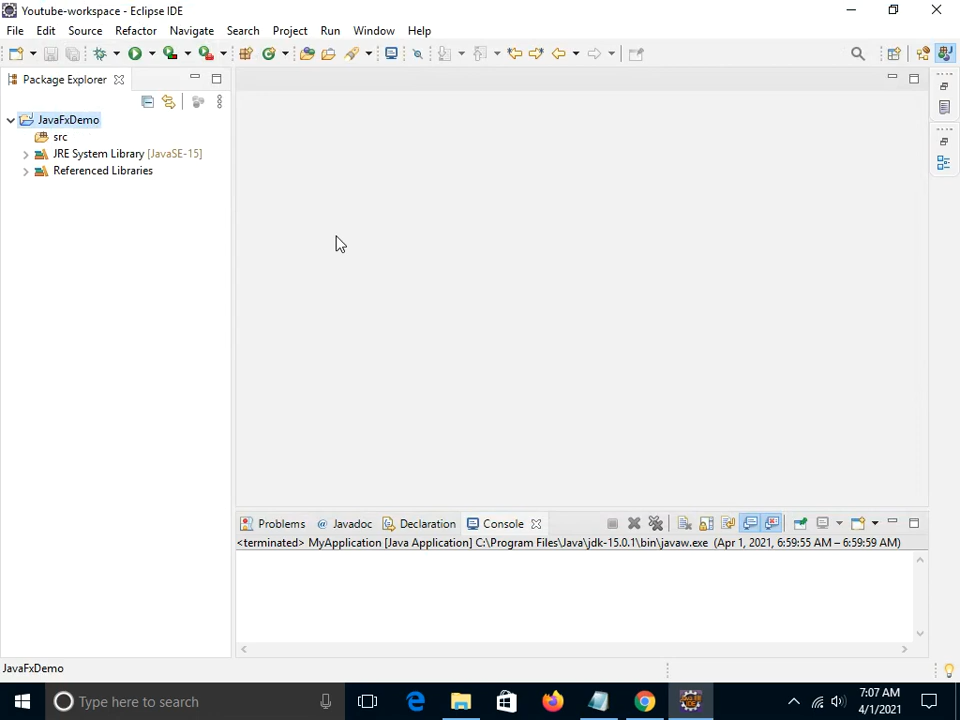 Youtube-workspace - Eclipse IDE
File Edit Source Refactor Navigate Search Project Run Window Help
Package Explorer
JavaFxDemo
src
JRE System Library [JavaSE-15]
Referenced Libraries
Problems @ Javadoc Declaration Console
<terminated> MyApplication [Java Application] C:\Program Files\Java\jdk-15.0.1\bin\javaw.exe (Apr 1, 2021, 6:59:55 AM – 6:59:59 AM)
JavaFxDemo
Type here to search
7:07 AM
4/1/2021